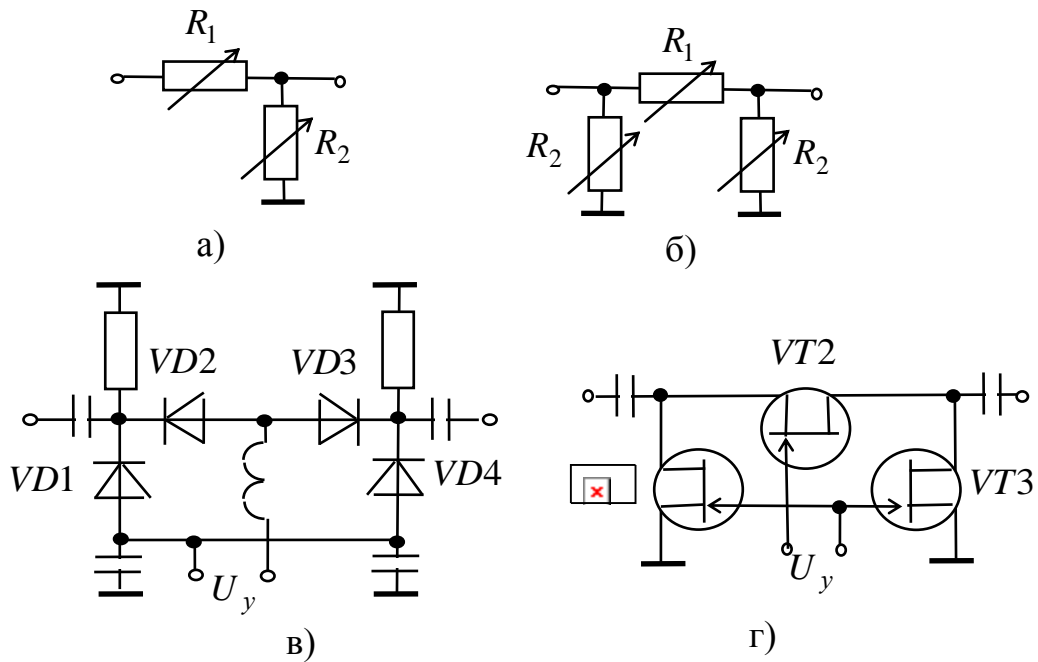 R1
R2
а)
R1
R2
R2
б)
VD1
VD2
VD3
VD4
Uy
в)
VT2
VT3
Uy
г)